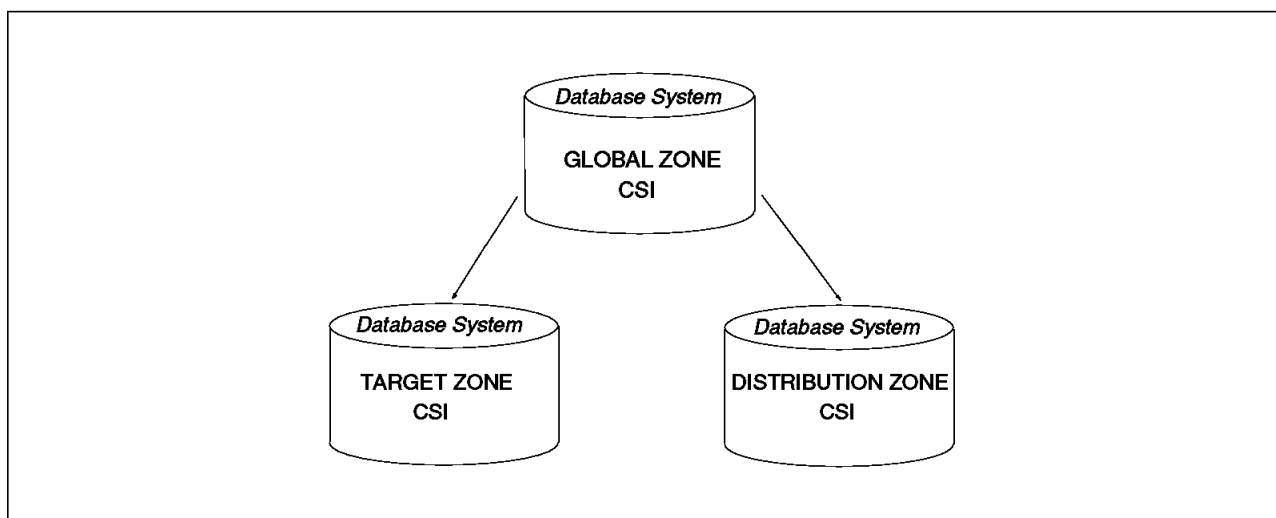 Database System
GLOBAL ZONE
CSI
Database System
TARGET ZONE
CSI
Database System
DISTRIBUTION ZONE
CSI